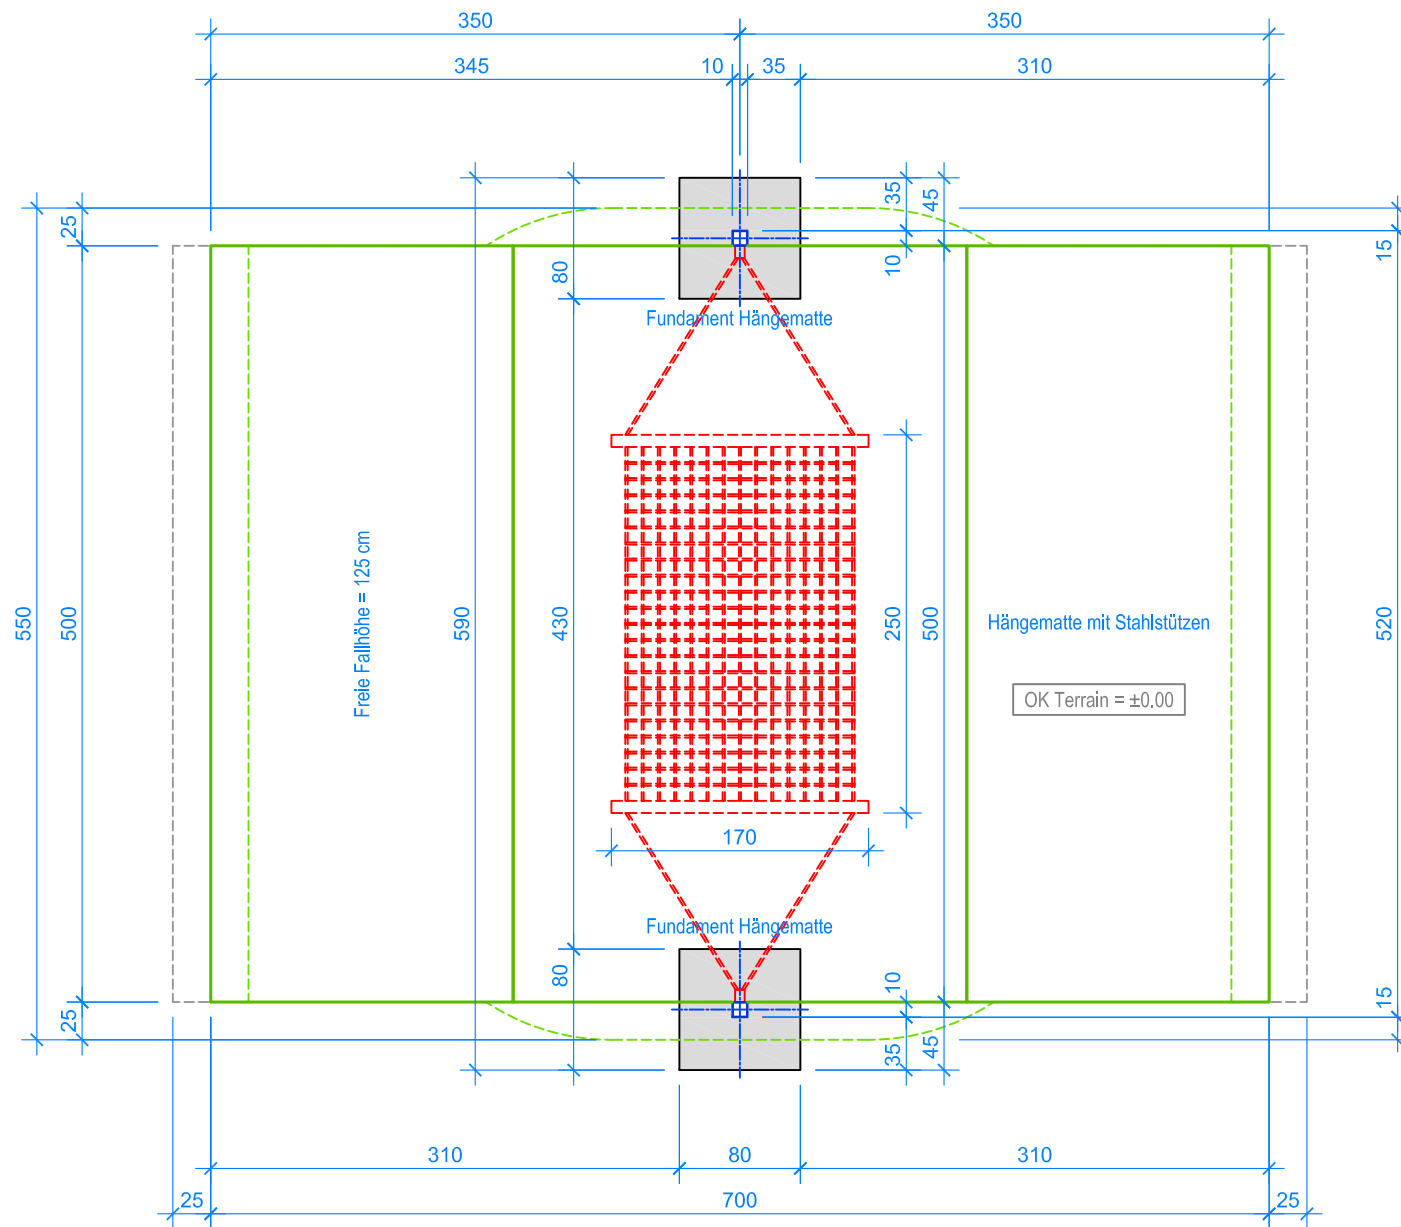 350 350
345 10 35 310
35 45
25 15
10
80
Fundament Hängematte
Freie Fallhöhe = 125 cm
550 500 590 430 250 500 520
Hängematte mit Stahlstützen
OK Terrain = ±0.00
170
Fundament Hängematte
80 10
25 15
35 45
310 80 310
25 700 25